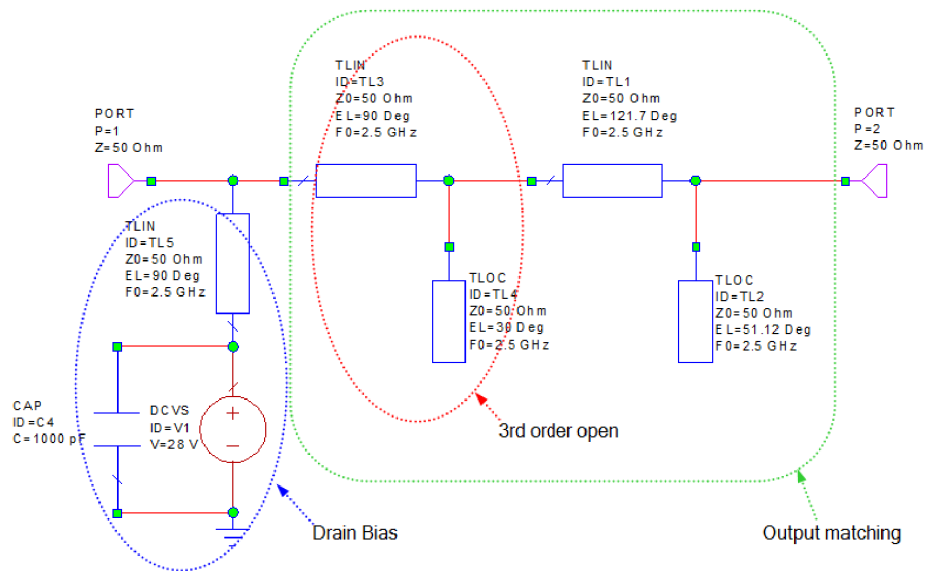 TLIN
ID=TL3
Z0=50 Ohm
EL=90 Deg
F0=2.5 GHz
TLIN
ID=TL1
Z0=50 Ohm
EL=121.7 Deg
F0=2.5 GHz
PORT
P=1
Z=50 Ohm
PORT
P=2
Z=50 Ohm
TLIN
ID=TL5
Z0=50 Ohm
EL=90 Deg
F0=2.5 GHz
TLOC
ID=TL4
Z0=50 Ohm
EL=30 Deg
F0=2.5 GHz
TLOC
ID=TL2
Z0=50 Ohm
EL=51.12 Deg
F0=2.5 GHz
CAP
ID=C4
C=1000 pF
DCVS
ID=V1
V=28 V
+
−
3rd order open
Drain Bias
Output matching